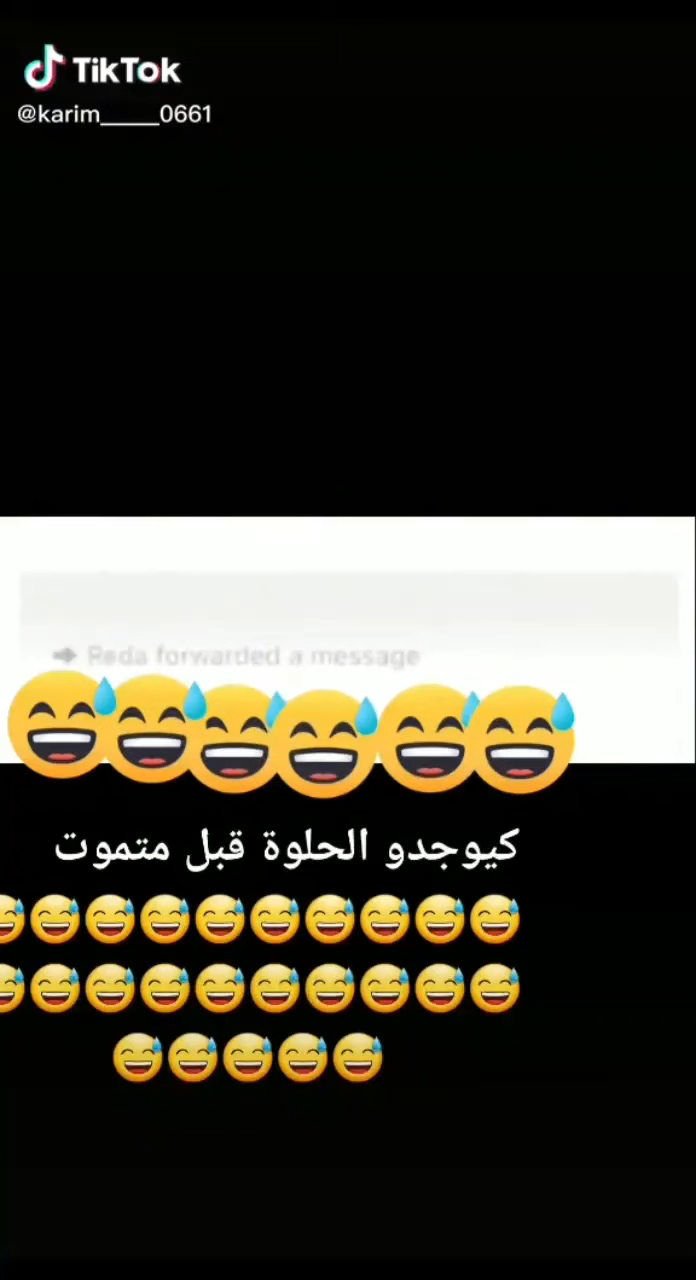 TikTok
@karim_____0661
Reda forwarded a message
كيوجدو الحلوة قبل متموت